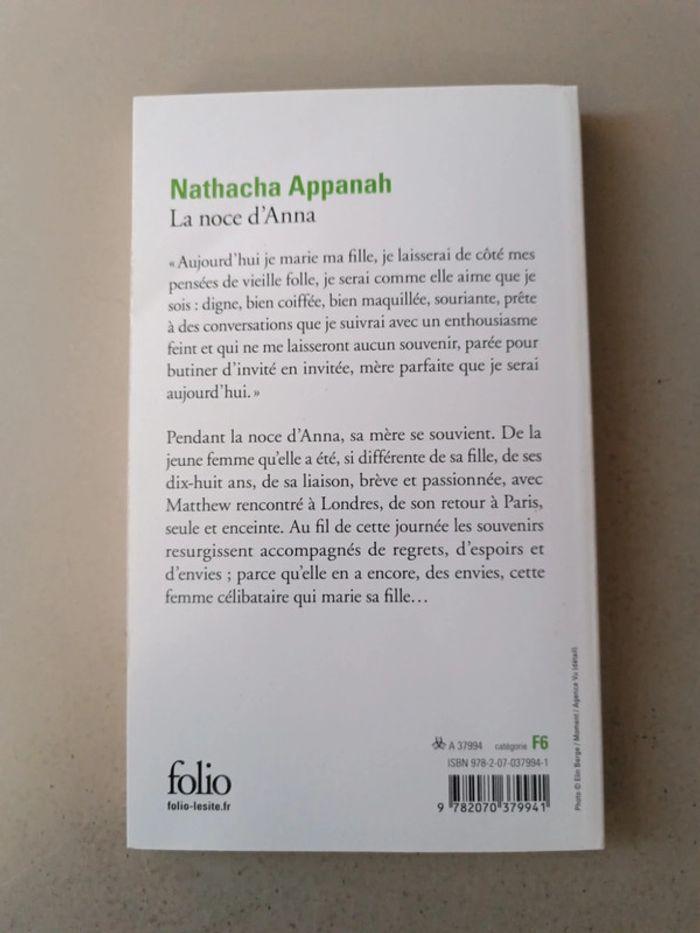 Nathacha Appanah
La noce d'Anna
« Aujourd'hui je marie ma fille, je laisserai de côté mes
pensées de vieille folle, je serai comme elle aime que je
sois : digne, bien coiffée, bien maquillée, souriante, prête
à des conversations que je suivrai avec un enthousiasme
feint et qui ne me laisseront aucun souvenir, parée pour
butiner d'invité en invitée, mère parfaite que je serai
aujourd'hui. »
Pendant la noce d'Anna, sa mère se souvient. De la
jeune femme qu'elle a été, si différente de sa fille, de ses
dix-huit ans, de sa liaison, brève et passionnée, avec
Matthew rencontré à Londres, de son retour à Paris,
seule et enceinte. Au fil de cette journée les souvenirs
resurgissent accompagnés de regrets, d'espoirs et
d'envies ; parce qu'elle en a encore, des envies, cette
femme célibataire qui marie sa fille…
A 37994 catégorie F6
ISBN 978-2-07-037994-1
9 782070 379941
folio
folio-lesite.fr
Photo © Elin Berge / Moment / Agence Vu (détail).